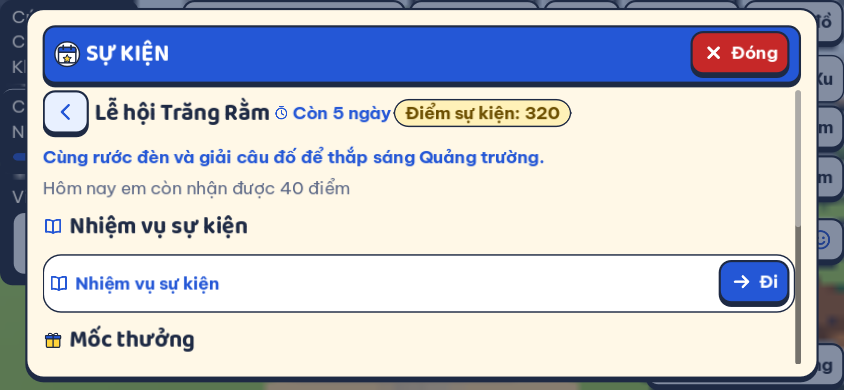 SỰ KIỆN
Đóng
Lễ hội Trăng Rằm Còn 5 ngày Điểm sự kiện: 320
Cùng rước đèn và giải câu đố để thắp sáng Quảng trường.
Hôm nay em còn nhận được 40 điểm
Nhiệm vụ sự kiện
Nhiệm vụ sự kiện
Đi
Mốc thưởng